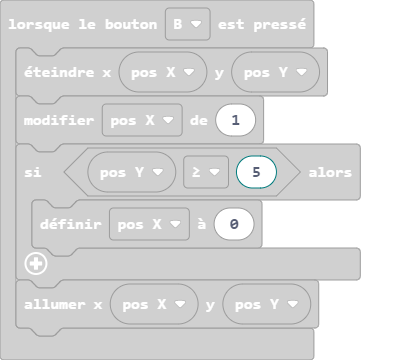 lorsque le bouton B est pressé
éteindre x pos X y pos Y
modifier pos X de 1
si pos Y ≥ 5 alors
définir pos X à 0
allumer x pos X y pos Y